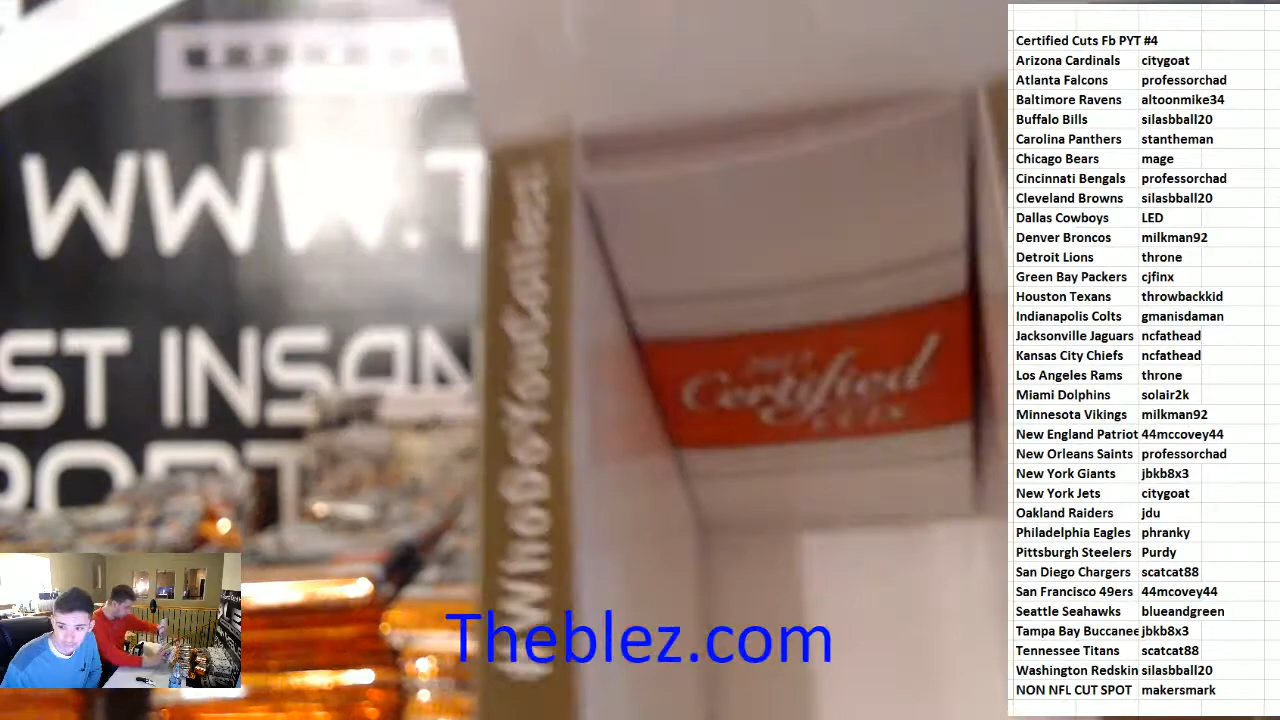 WWW.T
ST INSAN
PORT
#WhoDoYouCollect
2017
Certified
CUTS
Theblez.com
Certified Cuts Fb PYT #4
Arizona Cardinals citygoat
Atlanta Falcons professorchad
Baltimore Ravens altoonmike34
Buffalo Bills silasbball20
Carolina Panthers stantheman
Chicago Bears mage
Cincinnati Bengals professorchad
Cleveland Browns silasbball20
Dallas Cowboys LED
Denver Broncos milkman92
Detroit Lions throne
Green Bay Packers cjfinx
Houston Texans throwbackkid
Indianapolis Colts gmanisdaman
Jacksonville Jaguars ncfathead
Kansas City Chiefs ncfathead
Los Angeles Rams throne
Miami Dolphins solair2k
Minnesota Vikings milkman92
New England Patriot 44mccovey44
New Orleans Saints professorchad
New York Giants jbkb8x3
New York Jets citygoat
Oakland Raiders jdu
Philadelphia Eagles phranky
Pittsburgh Steelers Purdy
San Diego Chargers scatcat88
San Francisco 49ers 44mcovey44
Seattle Seahawks blueandgreen
Tampa Bay Buccanee jbkb8x3
Tennessee Titans scatcat88
Washington Redskin silasbball20
NON NFL CUT SPOT makersmark